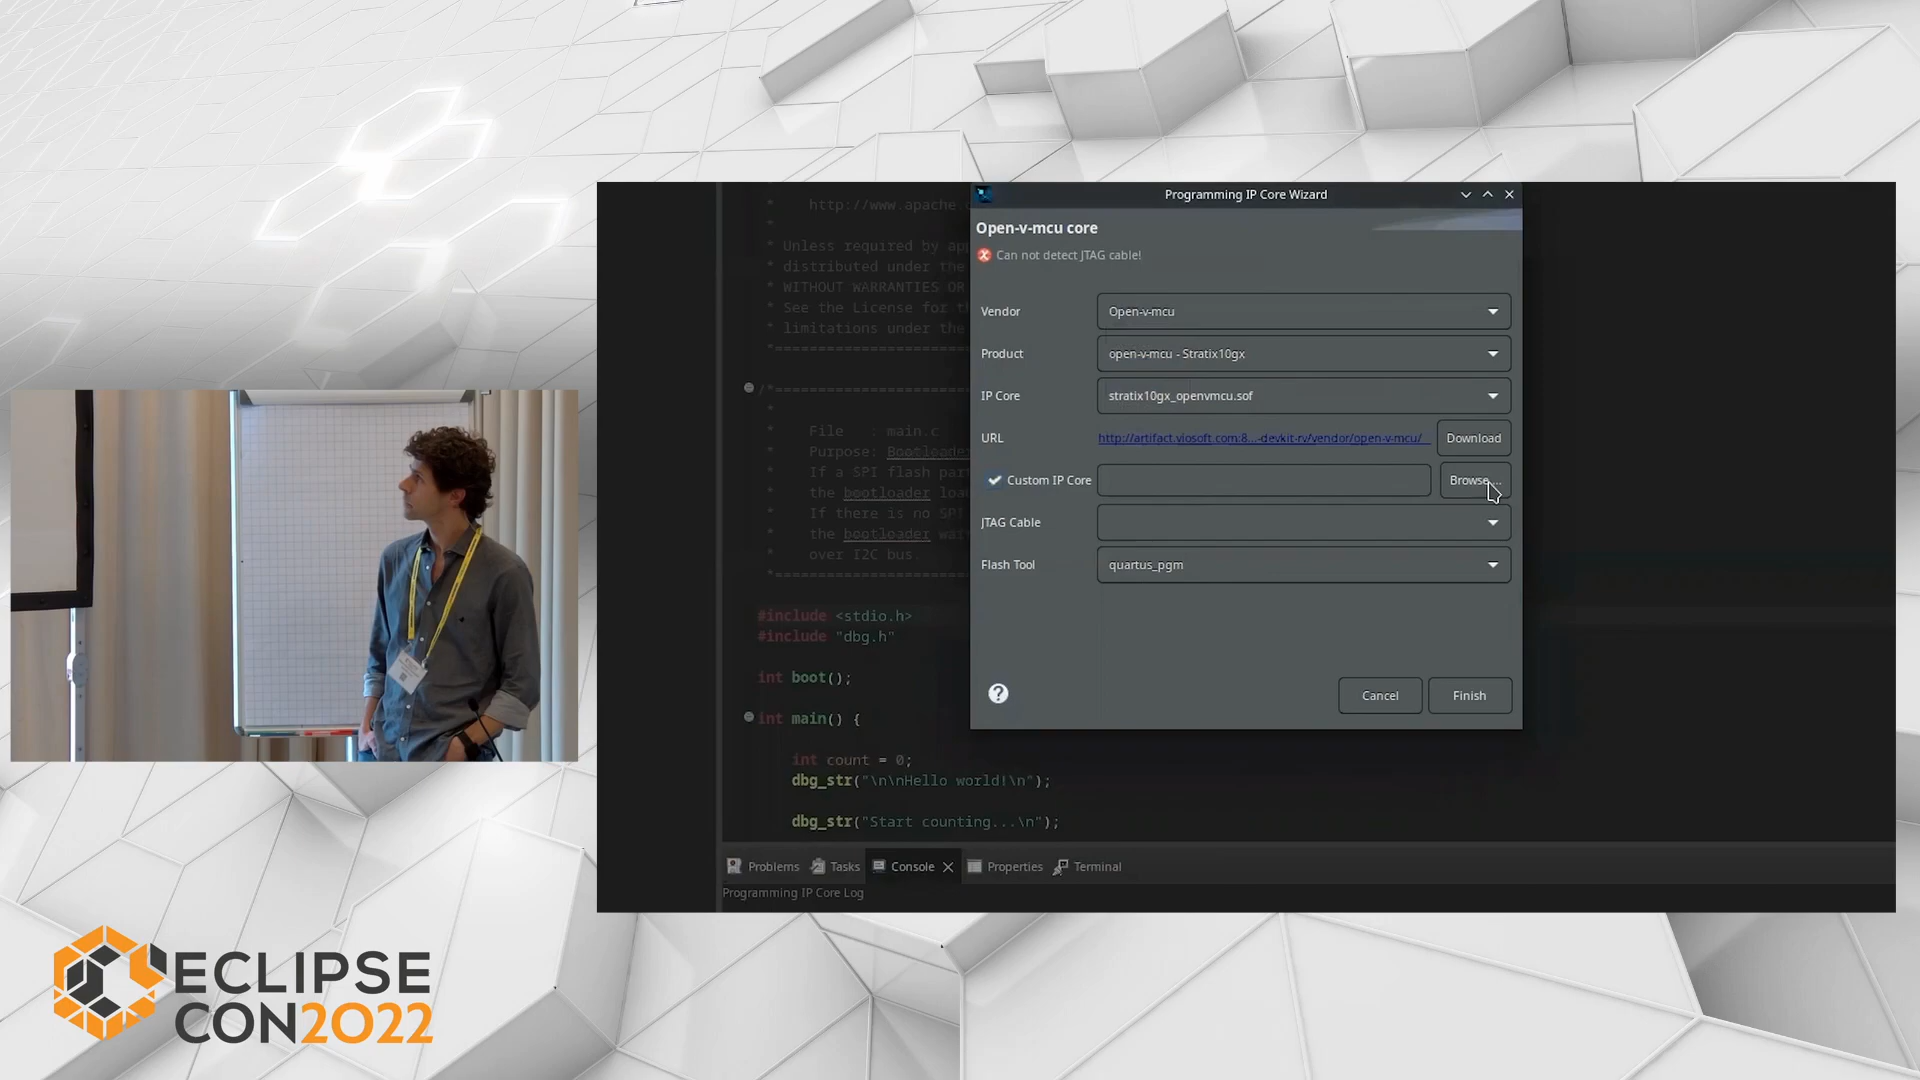 Programming IP Core Wizard
Open-v-mcu core
Can not detect JTAG cable!
Vendor Open-v-mcu
Product open-v-mcu - Stratix10gx
IP Core stratix10gx_openvmcu.sof
URL http://artifact.vlosoft.com:8...-devkit-rv/vendor/open-v-mcu/ Download
Custom IP Core Browse...
JTAG Cable
Flash Tool quartus_pgm
Cancel Finish
* http://www.apache.
*
* Unless required by ap
* distributed under the
* WITHOUT WARRANTIES OR
* See the License for th
* limitations under the
*======================
/*======================
*
* File : main.c
* Purpose: Bootloader
* If a SPI flash par
* the bootloader loa
* If there is no SPI
* the bootloader wai
* over I2C bus.
*
*======================
#include <stdio.h>
#include "dbg.h"
int boot();
int main() {
int count = 0;
dbg_str("\n\nHello world!\n");
dbg_str("Start counting...\n");
Problems Tasks Console Properties Terminal
Programming IP Core Log
ECLIPSE
CON2022